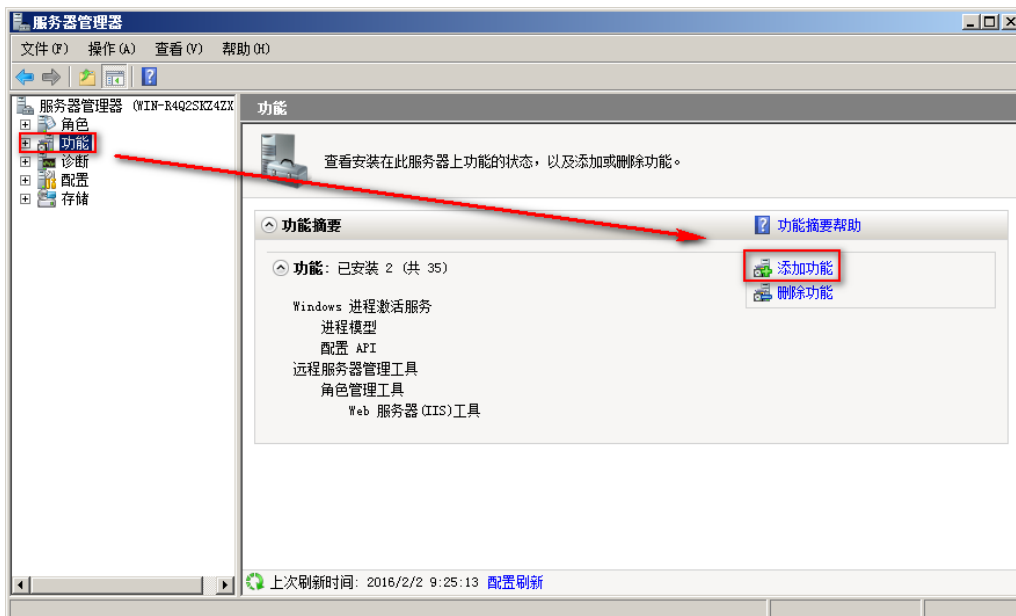 服务器管理器
文件(F) 操作(A) 查看(V) 帮助(H)
服务器管理器 (WIN-R4Q2SKZ4ZX
角色
功能
诊断
配置
存储
功能
查看安装在此服务器上功能的状态，以及添加或删除功能。
功能摘要
功能摘要帮助
功能: 已安装 2 (共 35)
添加功能
删除功能
Windows 进程激活服务
进程模型
配置 API
远程服务器管理工具
角色管理工具
Web 服务器(IIS)工具
上次刷新时间: 2016/2/2 9:25:13 配置刷新